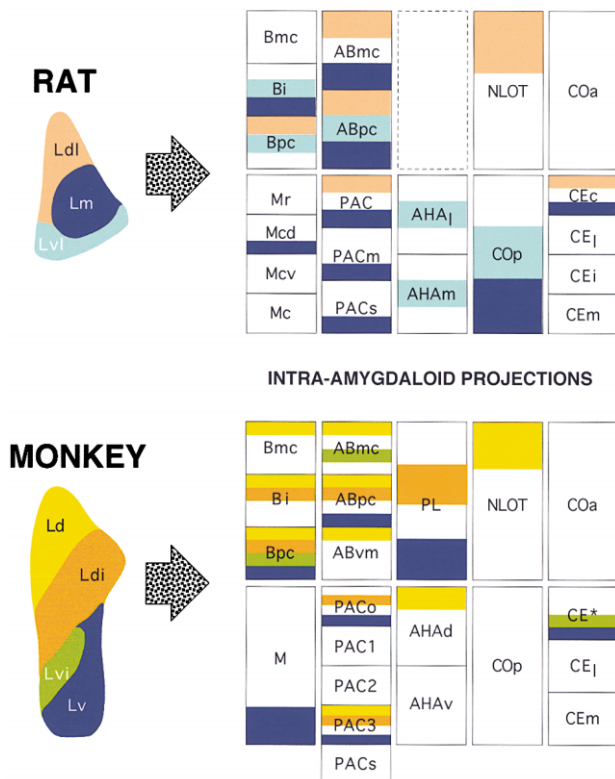 RAT
Ldl
Lm
Lvl
Bmc
Bi
Bpc
ABmc
ABpc
NLOT
COa
Mr
Mcd
Mcv
Mc
PAC
PACm
PACs
AHAl
AHAm
COp
CEc
CEl
CEi
CEm
INTRA-AMYGDALOID PROJECTIONS
MONKEY
Ld
Ldi
Lvi
Lv
Bmc
Bi
Bpc
ABmc
ABpc
ABvm
PL
NLOT
COa
M
PACo
PAC1
PAC2
PAC3
PACs
AHAd
AHAv
COp
CE*
CEl
CEm